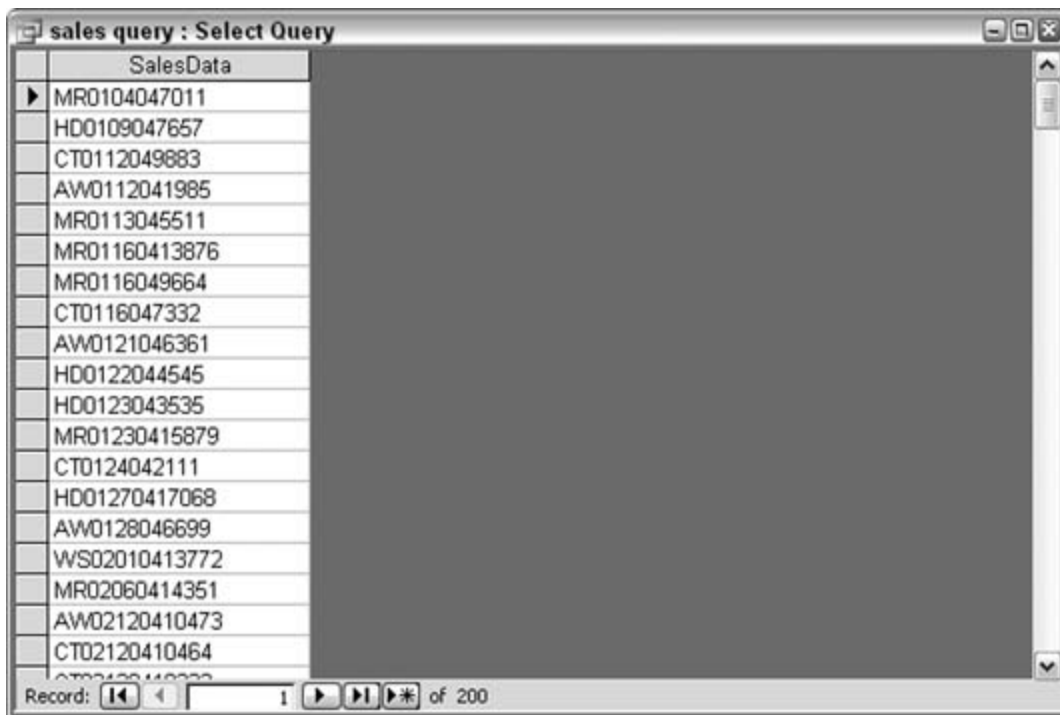 sales query : Select Query
SalesData
MR0104047011
HD0109047657
CT0112049883
AW0112041985
MR0113045511
MR01160413876
MR0116049664
CT0116047332
AW0121046361
HD0122044545
HD0123043535
MR01230415879
CT0124042111
HD01270417068
AW0128046699
WS02010413772
MR02060414351
AW02120410473
CT02120410464
Record: 1 of 200